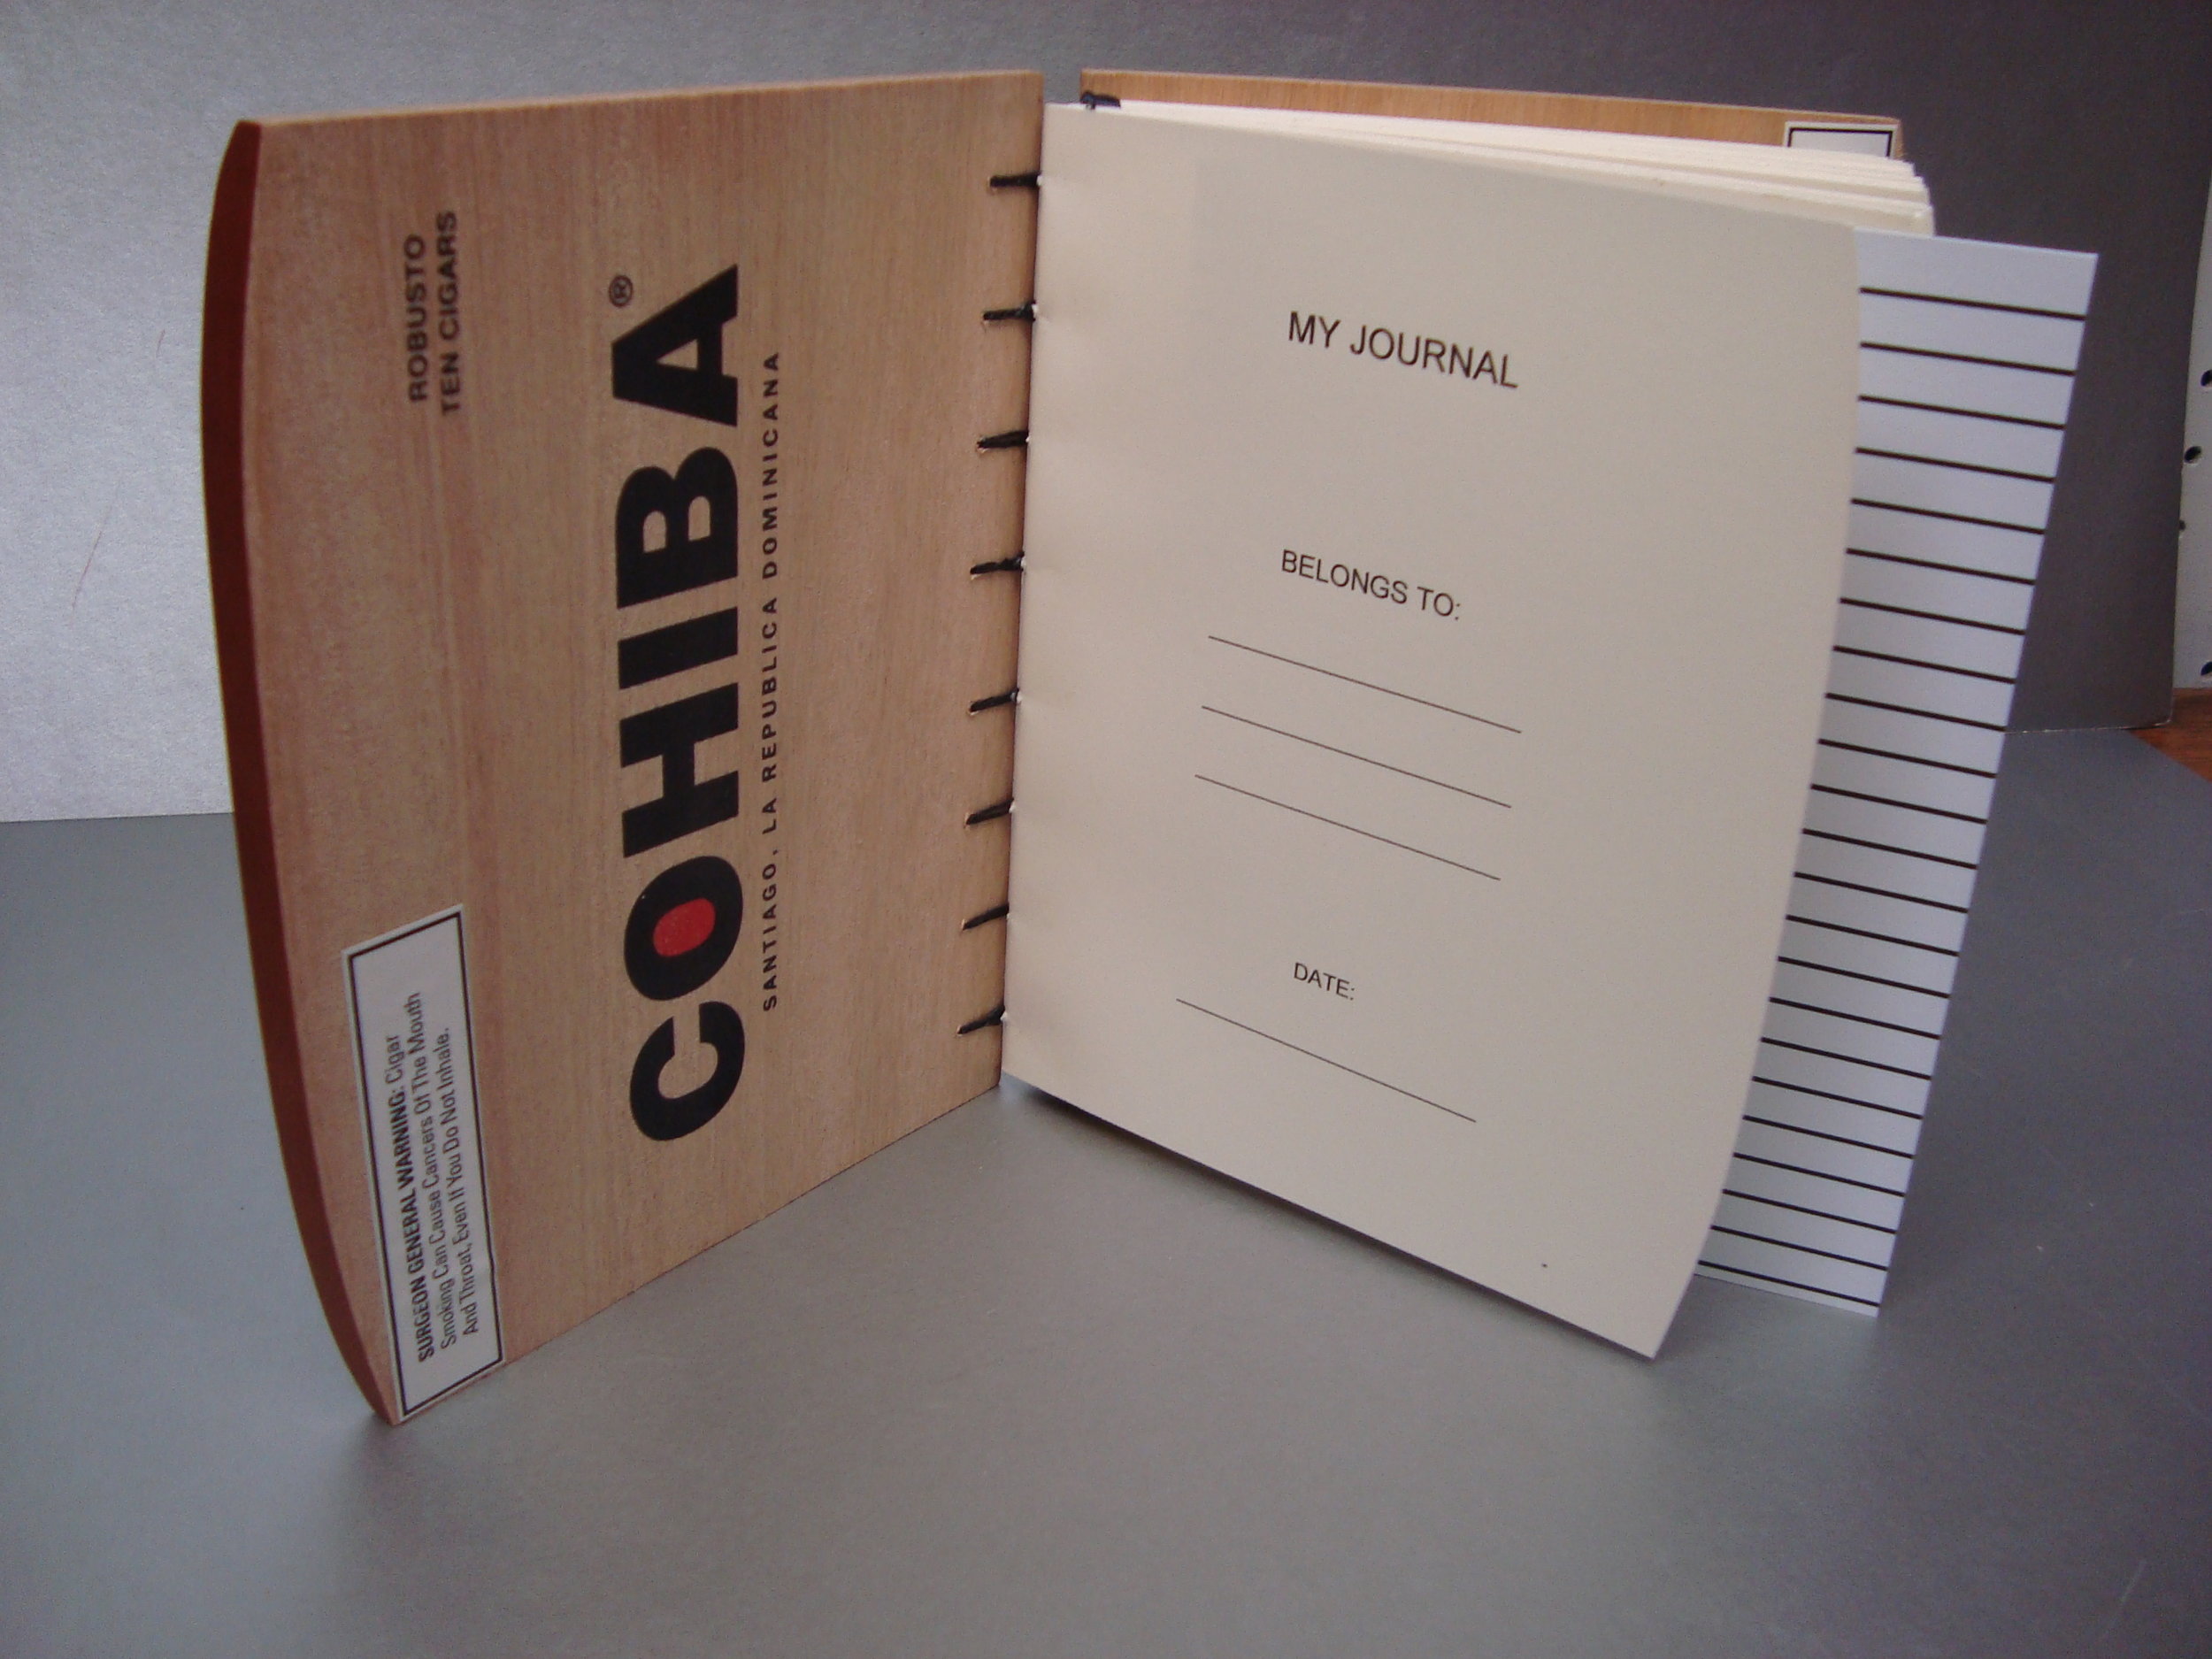 ROBUSTO
TEN CIGARS
COHIBA®
SANTIAGO, LA REPUBLICA DOMINICANA
SURGEON GENERAL WARNING: Cigar
Smoking Can Cause Cancers Of The Mouth
And Throat, Even If You Do Not Inhale.
MY JOURNAL
BELONGS TO:
DATE: